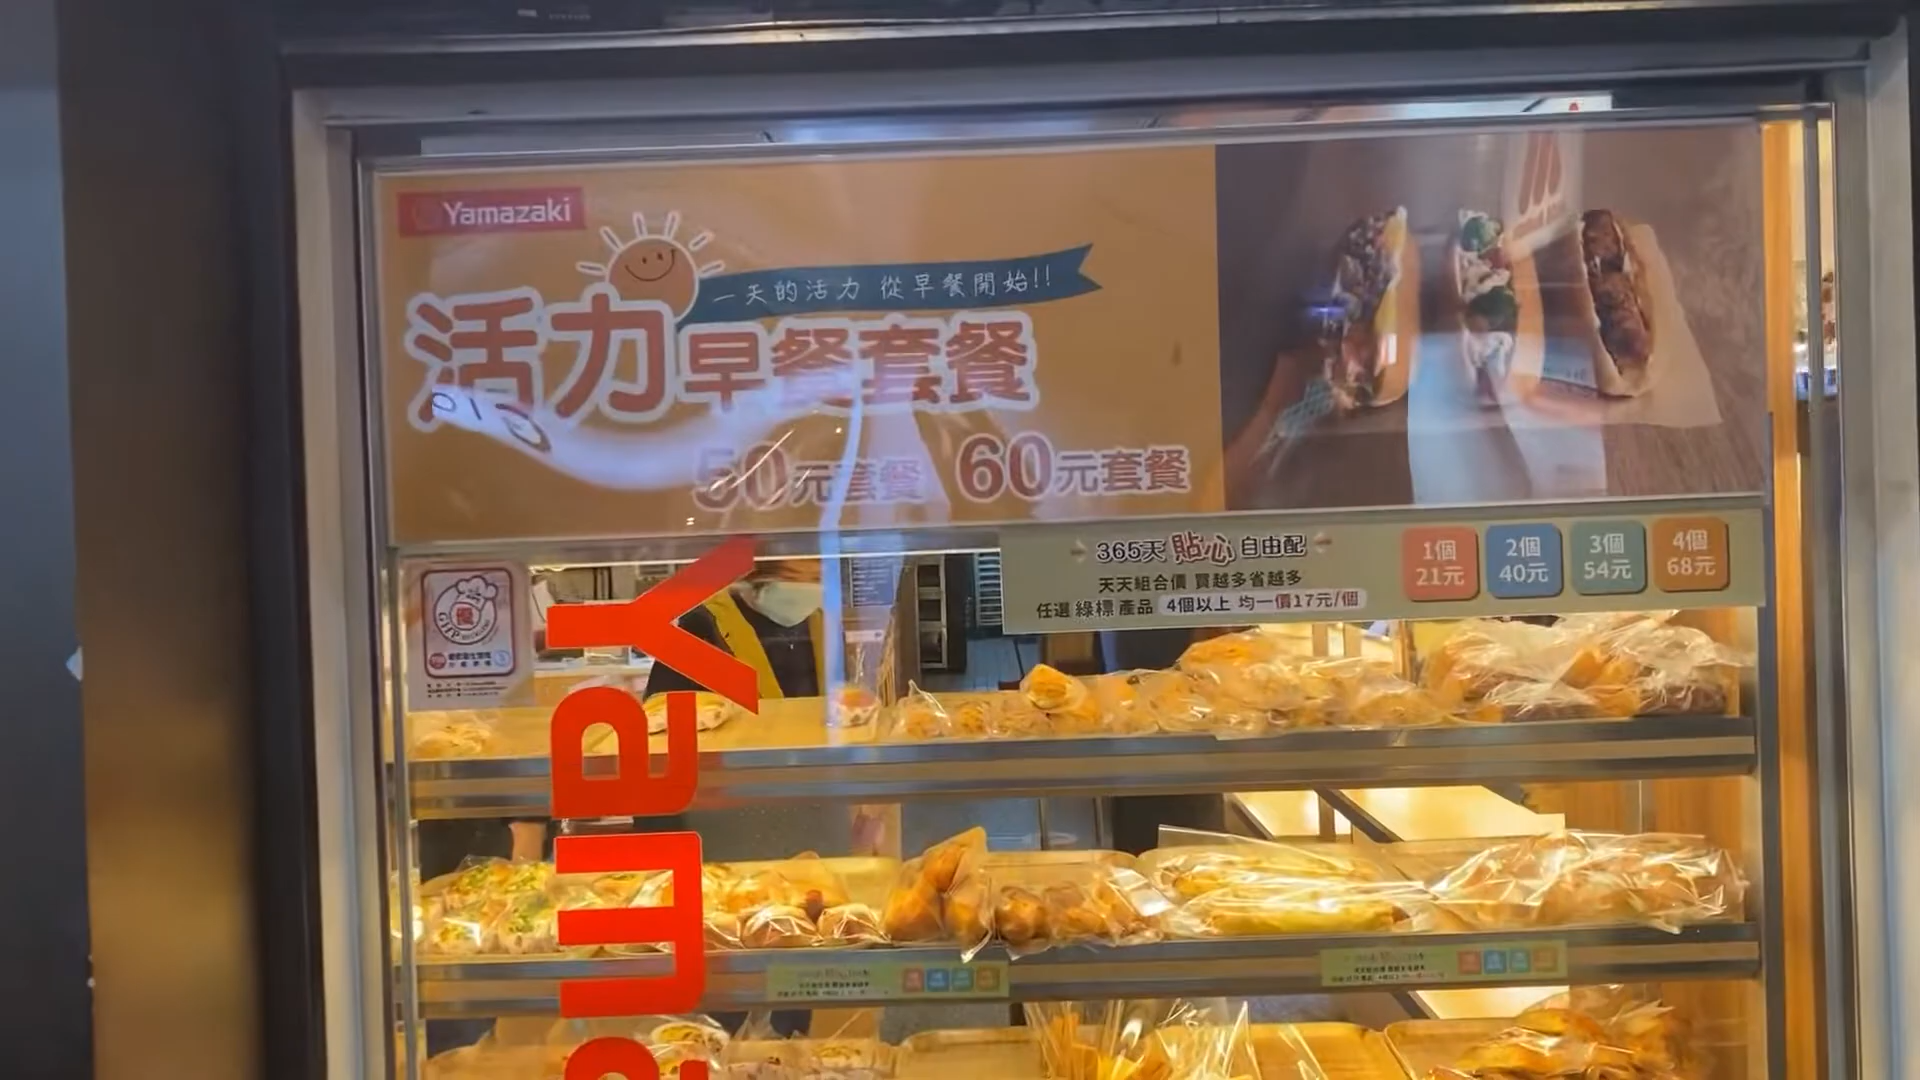 Yamazaki
一天的活力 從早餐開始!!
活力早餐套餐
50元套餐 60元套餐
365天 貼心 自由配
天天組合價 買越多省越多
任選 綠標 產品 4個以上 均一價17元/個
1個
21元
2個
40元
3個
54元
4個
68元
優
GHP
Yama